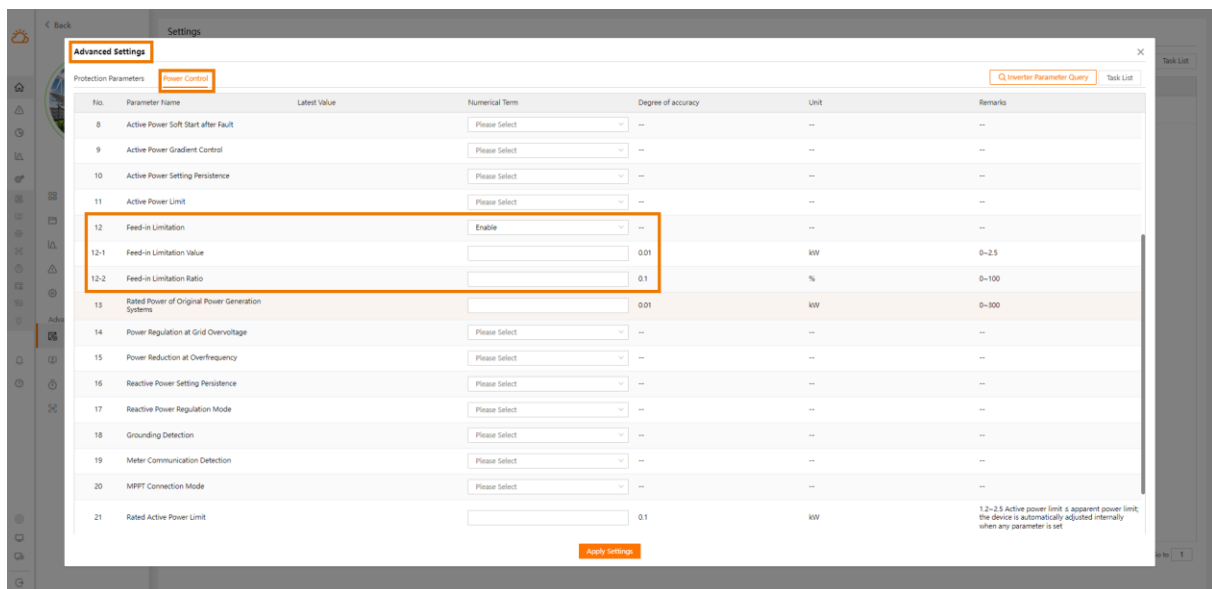 < Back
Settings
Task List
Advanced Settings
Protection Parameters Power Control Inverter Parameter Query Task List
No. Parameter Name Latest Value Numerical Term Degree of accuracy Unit Remarks
8 Active Power Soft Start after Fault Please Select -- -- --
9 Active Power Gradient Control Please Select -- -- --
10 Active Power Setting Persistence Please Select -- -- --
11 Active Power Limit Please Select -- -- --
12 Feed-in Limitation Enable -- -- --
12-1 Feed-in Limitation Value 0.01 kW 0~2.5
12-2 Feed-in Limitation Ratio 0.1 % 0~100
13 Rated Power of Original Power Generation
Systems 0.01 kW 0~300
14 Power Regulation at Grid Overvoltage Please Select -- -- --
15 Power Reduction at Overfrequency Please Select -- -- --
16 Reactive Power Setting Persistence Please Select -- -- --
17 Reactive Power Regulation Mode Please Select -- -- --
18 Grounding Detection Please Select -- -- --
19 Meter Communication Detection Please Select -- -- --
20 MPPT Connection Mode Please Select -- -- --
21 Rated Active Power Limit 0.1 kW 1.2~2.5 Active power limit ≤ apparent power limit;
the device is automatically adjusted internally
when any parameter is set
Apply Settings
Adva
to 1